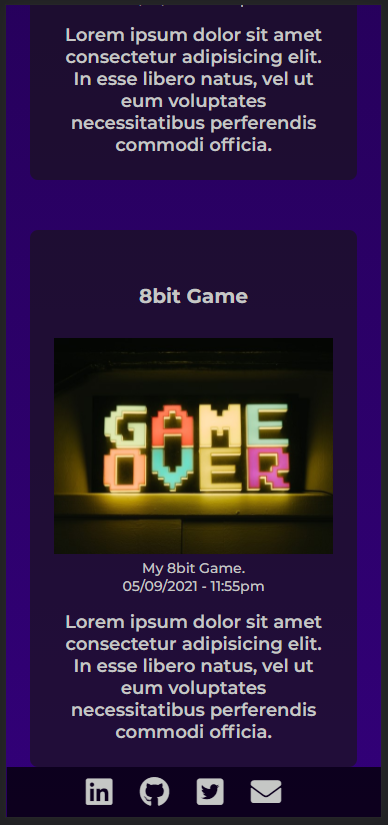 Lorem ipsum dolor sit amet
consectetur adipisicing elit.
In esse libero natus, vel ut
eum voluptates
necessitatibus perferendis
commodi officia.
8bit Game
GAME
OVER
My 8bit Game.
05/09/2021 - 11:55pm
Lorem ipsum dolor sit amet
consectetur adipisicing elit.
In esse libero natus, vel ut
eum voluptates
necessitatibus perferendis
commodi officia.
in